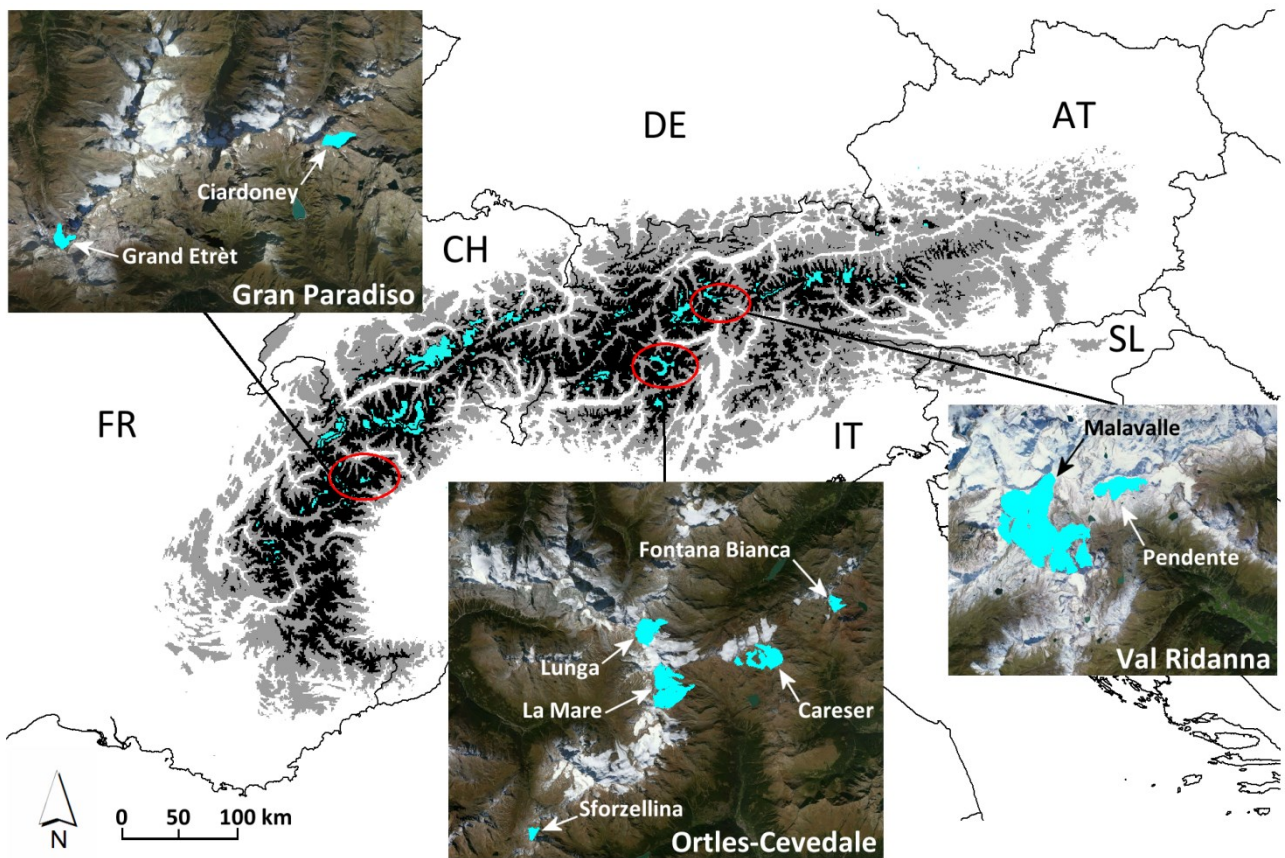 DE
AT
CH
SL
FR
IT
Ciardoney
Grand Etrèt
Gran Paradiso
Malavalle
Pendente
Val Ridanna
Fontana Bianca
Lunga
La Mare
Careser
Sforzellina
Ortles-Cevedale
N
0 50 100 km